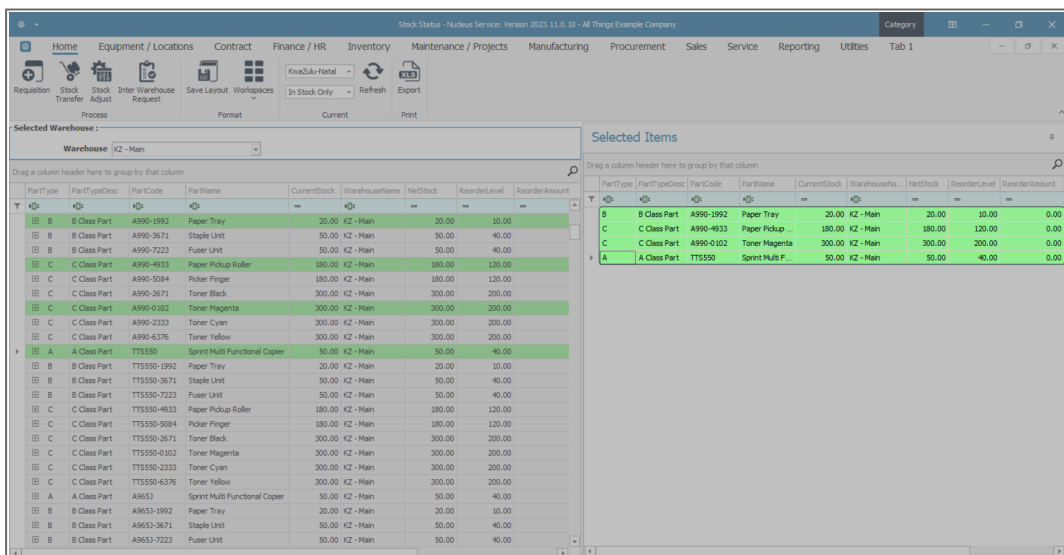 Stock Status - Nucleus Service: Version 2023.11.0.10 - All Things Example Company
Category
Home Equipment / Locations Contract Finance / HR Inventory Maintenance / Projects Manufacturing Procurement Sales Service Reporting Utilities Tab 1
KwaZulu-Natal
In Stock Only
Requisition Stock Transfer Stock Adjust Inter Warehouse Request Save Layout Workspaces Refresh Export
Process Format Current Print
Selected Warehouse :
Warehouse KZ - Main
Drag a column header here to group by that column
PartType PartTypeDesc PartCode PartName CurrentStock WarehouseName NetStock ReorderLevel ReorderAmount
B B Class Part A990-1992 Paper Tray 20.00 KZ - Main 20.00 10.00
B B Class Part A990-3671 Staple Unit 50.00 KZ - Main 50.00 40.00
B B Class Part A990-7223 Fuser Unit 50.00 KZ - Main 50.00 40.00
C C Class Part A990-4933 Paper Pickup Roller 180.00 KZ - Main 180.00 120.00
C C Class Part A990-5084 Picker Finger 180.00 KZ - Main 180.00 120.00
C C Class Part A990-2671 Toner Black 300.00 KZ - Main 300.00 200.00
C C Class Part A990-0102 Toner Magenta 300.00 KZ - Main 300.00 200.00
C C Class Part A990-2333 Toner Cyan 300.00 KZ - Main 300.00 200.00
C C Class Part A990-6376 Toner Yellow 300.00 KZ - Main 300.00 200.00
A A Class Part TTS550 Sprint Multi Functional Copier 50.00 KZ - Main 50.00 40.00
B B Class Part TTS550-1992 Paper Tray 20.00 KZ - Main 20.00 10.00
B B Class Part TTS550-3671 Staple Unit 50.00 KZ - Main 50.00 40.00
B B Class Part TTS550-7223 Fuser Unit 50.00 KZ - Main 50.00 40.00
C C Class Part TTS550-4933 Paper Pickup Roller 180.00 KZ - Main 180.00 120.00
C C Class Part TTS550-5084 Picker Finger 180.00 KZ - Main 180.00 120.00
C C Class Part TTS550-2671 Toner Black 300.00 KZ - Main 300.00 200.00
C C Class Part TTS550-0102 Toner Magenta 300.00 KZ - Main 300.00 200.00
C C Class Part TTS550-2333 Toner Cyan 300.00 KZ - Main 300.00 200.00
C C Class Part TTS550-6376 Toner Yellow 300.00 KZ - Main 300.00 200.00
A A Class Part A965J Sprint Multi Functional Copier 50.00 KZ - Main 50.00 40.00
B B Class Part A965J-1992 Paper Tray 20.00 KZ - Main 20.00 10.00
B B Class Part A965J-3671 Staple Unit 50.00 KZ - Main 50.00 40.00
B B Class Part A965J-7223 Fuser Unit 50.00 KZ - Main 50.00 40.00
Selected Items
Drag a column header here to group by that column
PartType PartTypeDesc PartCode PartName CurrentStock WarehouseNa... NetStock ReorderLevel ReorderAmount
B B Class Part A990-1992 Paper Tray 20.00 KZ - Main 20.00 10.00 0.00
C C Class Part A990-4933 Paper Pickup ... 180.00 KZ - Main 180.00 120.00 0.00
C C Class Part A990-0102 Toner Magenta 300.00 KZ - Main 300.00 200.00 0.00
A A Class Part TTS550 Sprint Multi F... 50.00 KZ - Main 50.00 40.00 0.00